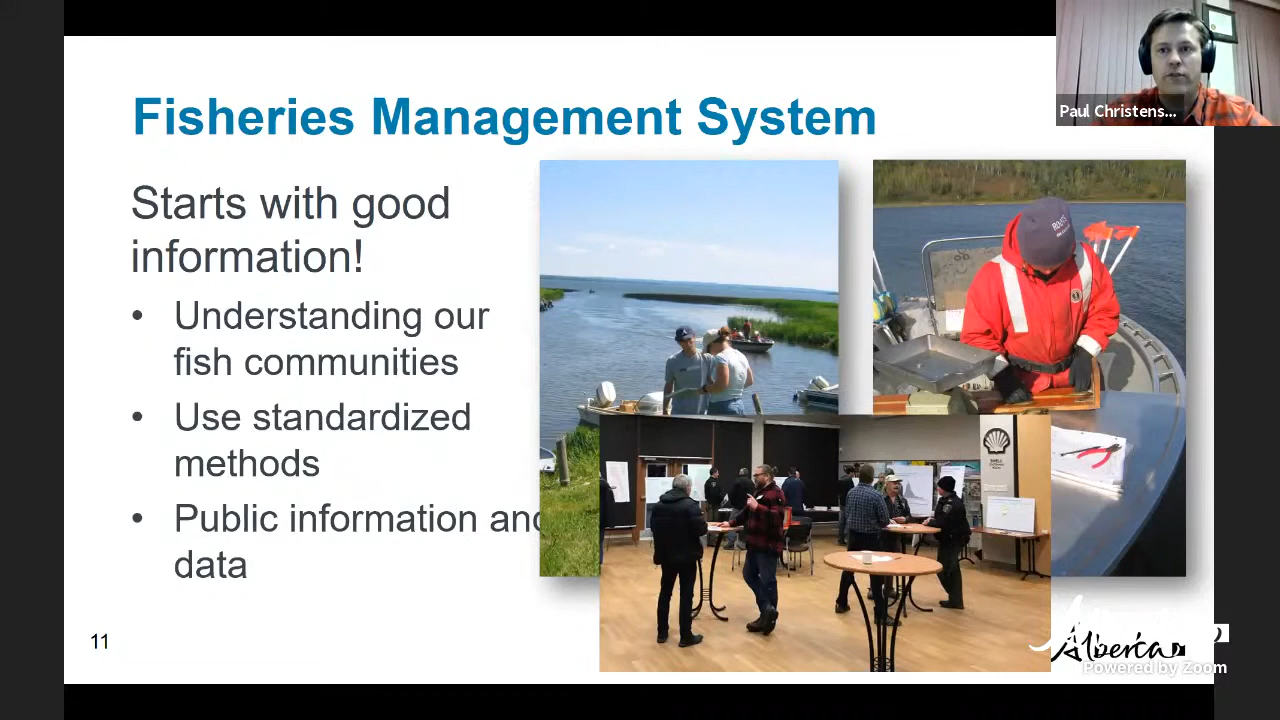 Fisheries Management System
Paul Christens...
Starts with good
information!
• Understanding our
fish communities
• Use standardized
methods
• Public information and
data
11
Alberta
Powered by Zoom